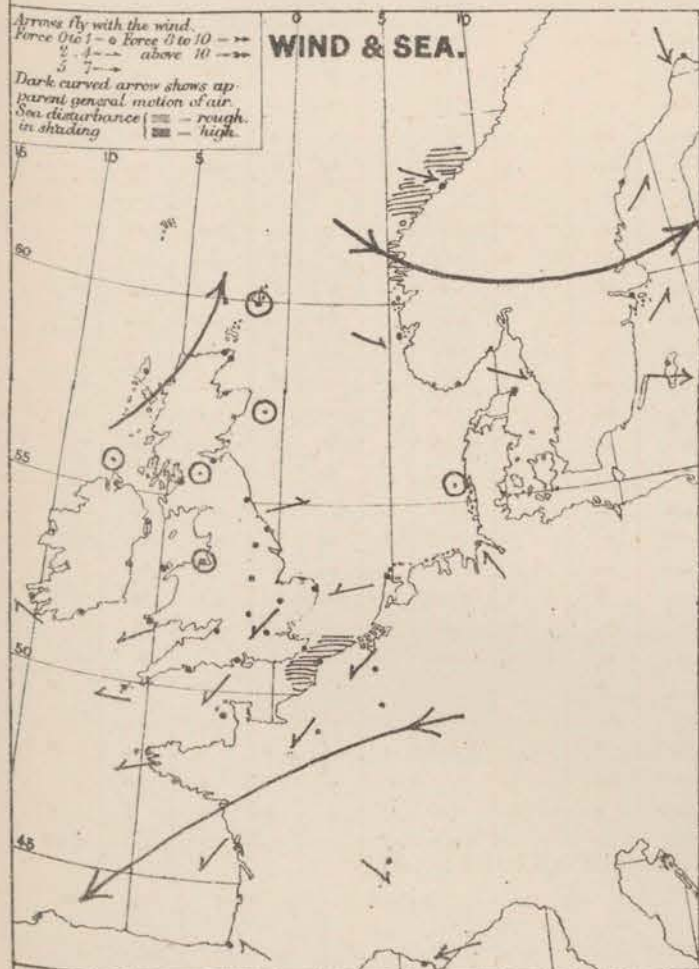 Arrows fly with the wind.
Force 0 to 1 – o Force 8 to 10 –
2 . 4 – above 10 –
5 7 –
Dark curved arrow shows ap-
parent general motion of air.
Sea disturbance { – rough.
in shading { – high.
WIND & SEA.
0 5 10
15 10 5
60
55
50
45